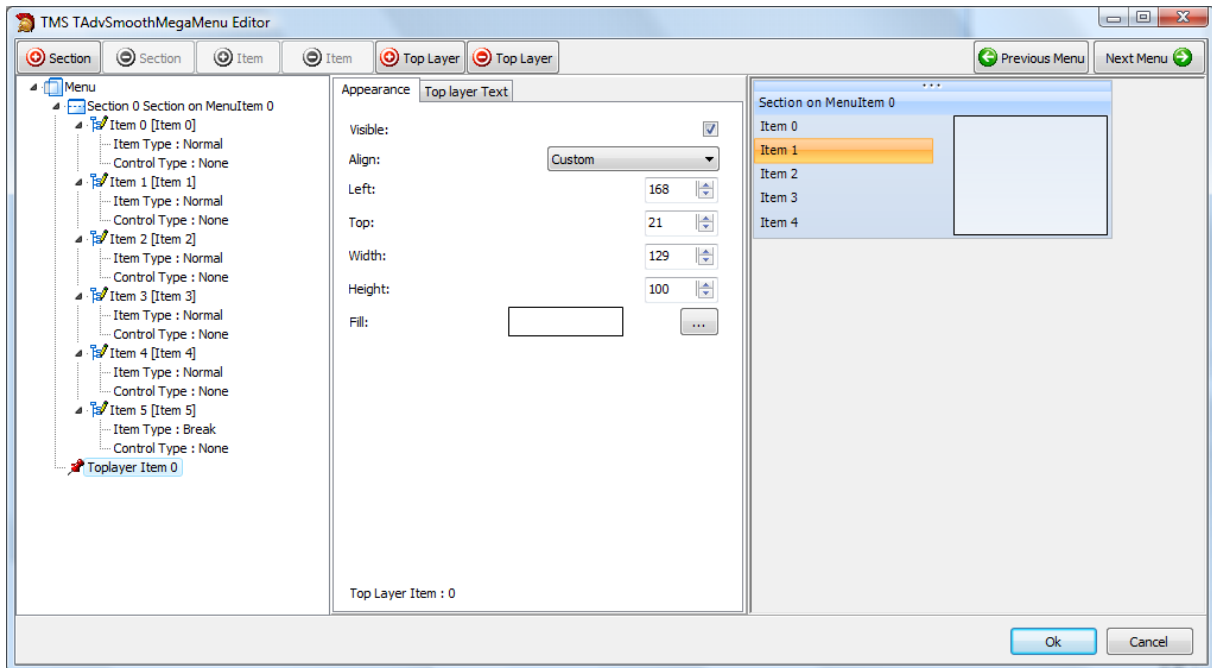 TMS TAdvSmoothMegaMenu Editor
Section Section Item Item Top Layer Top Layer Previous Menu Next Menu
Menu
Section 0 Section on MenuItem 0
Item 0 [Item 0]
Item Type : Normal
Control Type : None
Item 1 [Item 1]
Item Type : Normal
Control Type : None
Item 2 [Item 2]
Item Type : Normal
Control Type : None
Item 3 [Item 3]
Item Type : Normal
Control Type : None
Item 4 [Item 4]
Item Type : Normal
Control Type : None
Item 5 [Item 5]
Item Type : Break
Control Type : None
Toplayer Item 0
Appearance Top layer Text
Visible:
Align: Custom
Left: 168
Top: 21
Width: 129
Height: 100
Fill: ...
Top Layer Item : 0
Section on MenuItem 0
Item 0
Item 1
Item 2
Item 3
Item 4
Ok Cancel